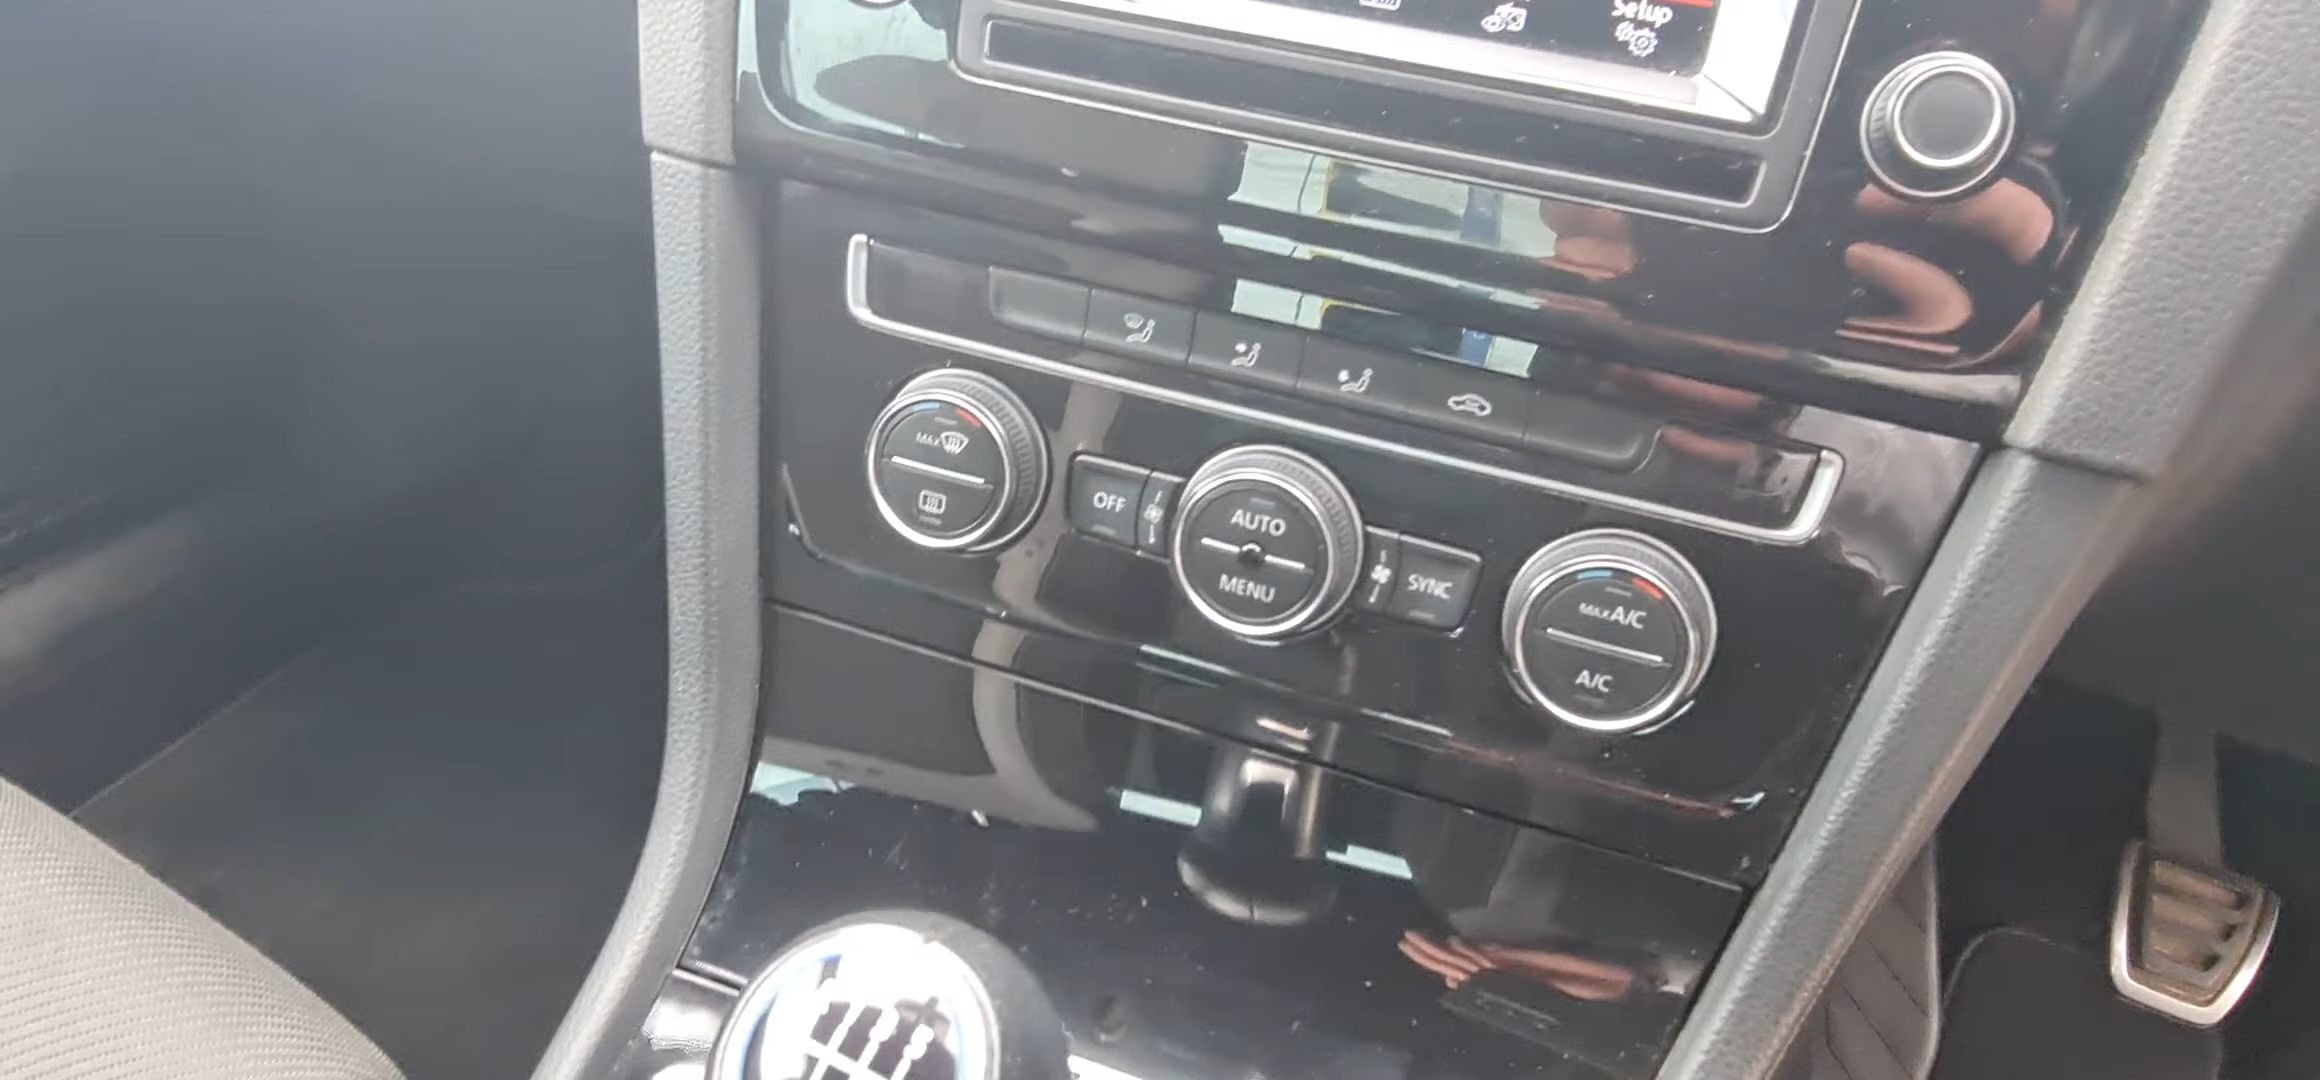 Setup
MAX
OFF
AUTO
MENU
SYNC
MAX A/C
A/C